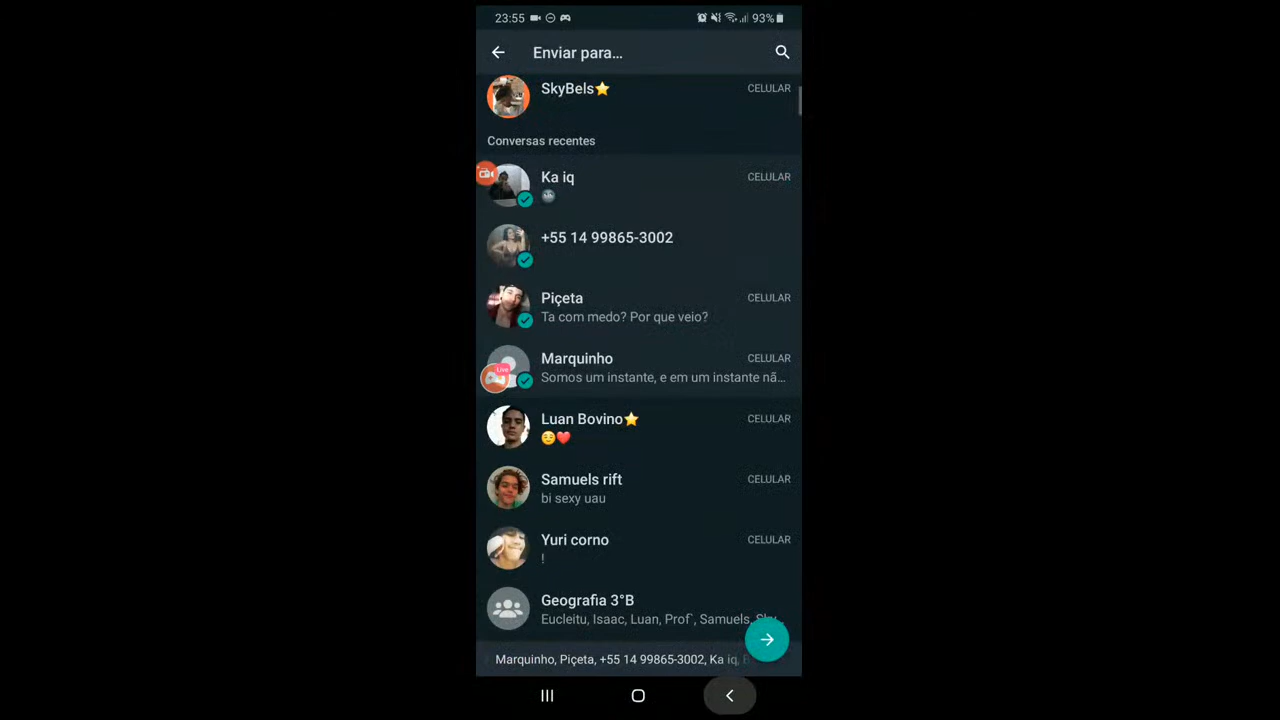 23:55 93%
Enviar para...
SkyBels⭐ CELULAR
Conversas recentes
Ka iq CELULAR
+55 14 99865-3002
Piçeta CELULAR
Ta com medo? Por que veio?
Marquinho CELULAR
Live
Somos um instante, e em um instante nã...
Luan Bovino⭐ CELULAR
☺️❤️
Samuels rift CELULAR
bi sexy uau
Yuri corno CELULAR
!
Geografia 3°B
Eucleitu, Isaac, Luan, Prof", Samuels,
Marquinho, Piçeta, +55 14 99865-3002, Ka iq,